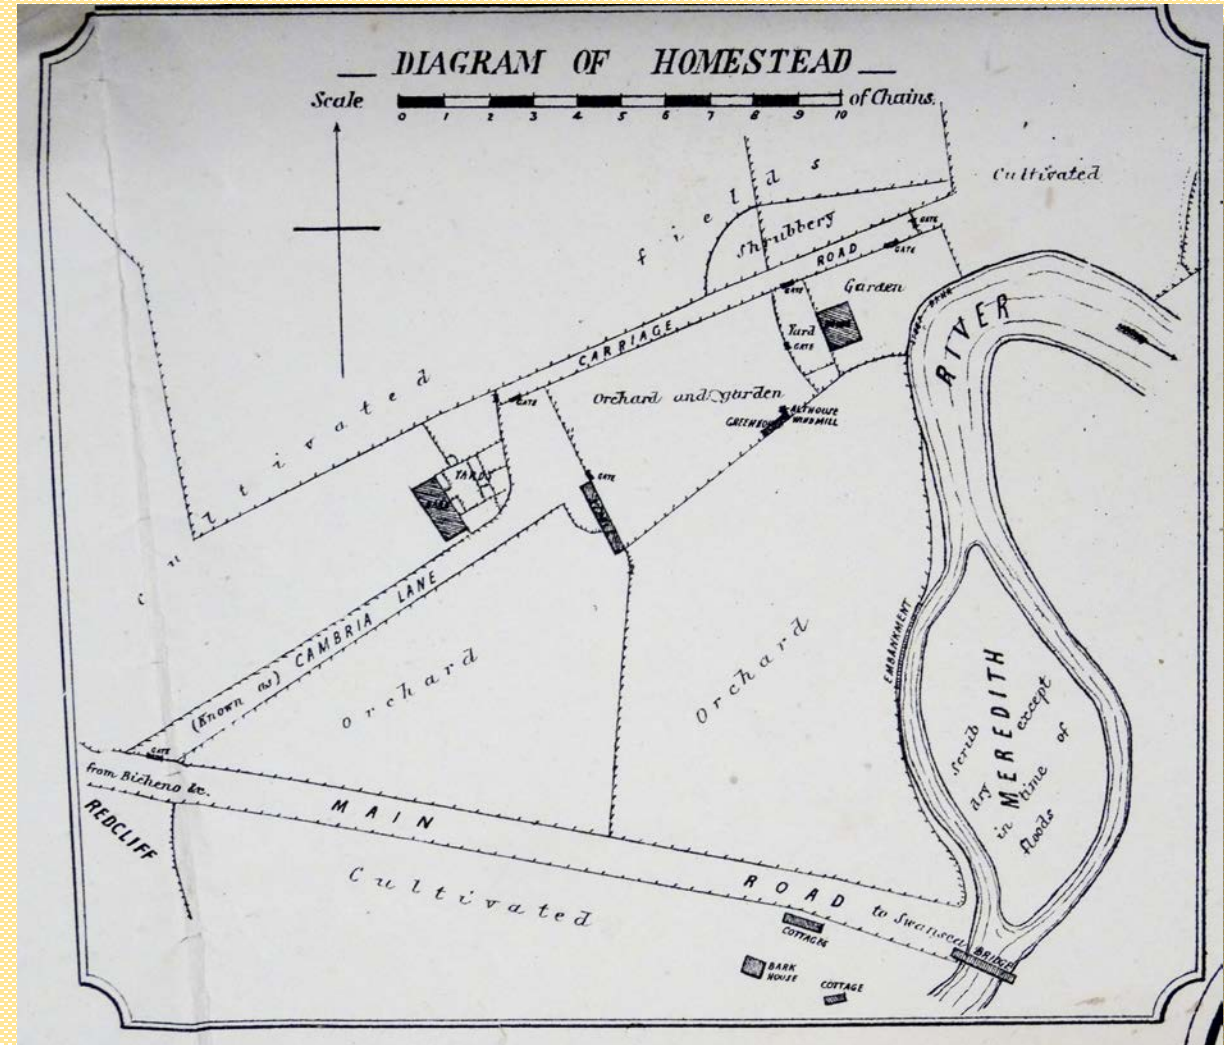 DIAGRAM OF HOMESTEAD
Scale
of Chains.
0 1 2 3 4 5 6 7 8 9 10
Cultivated
fields
Shrubbery
GATE
CARRIAGE ROAD
GATE
GATE
Garden
RIVER
Yard
GATE
Cultivated
GATE
Orchard and garden
WINDMILL
YARDS
GATE
(Known as) CAMBRIA LANE
Orchard
Orchard
EMBANKMENT
MEREDITH
Scrub
dry except
in time of
floods
GATE
from Bicheno &c.
REDCLIFF
MAIN ROAD to Swansea
BRIDGE
Cultivated
COTTAGE
BARK
HOUSE
COTTAGE